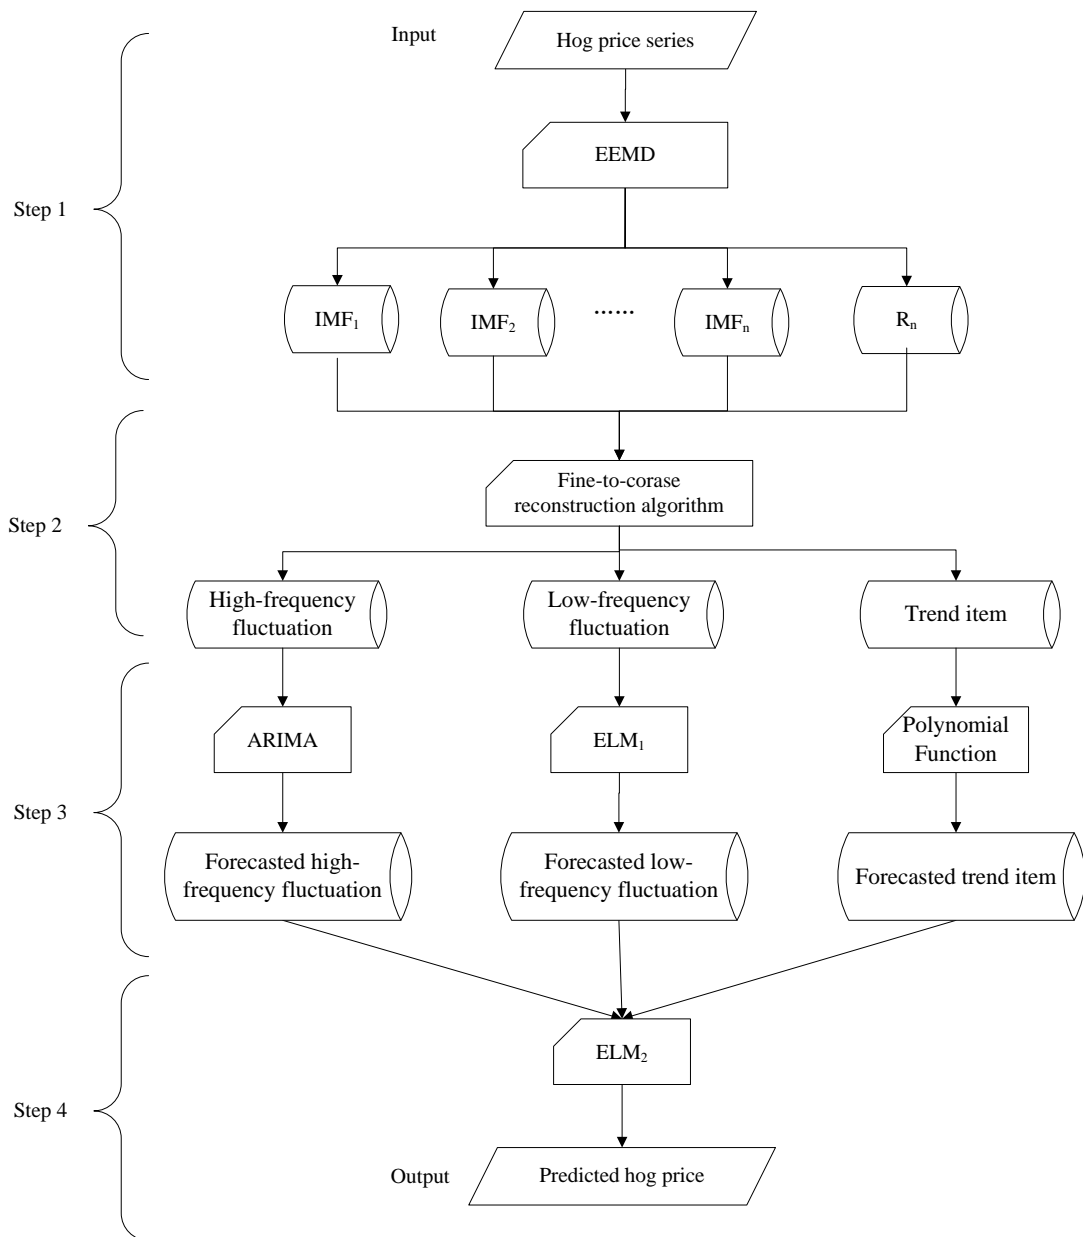 Input
Hog price series
EEMD
Step 1
IMF1
IMF2
......
IMFn
Rn
Fine-to-corase
reconstruction algorithm
Step 2
High-frequency
fluctuation
Low-frequency
fluctuation
Trend item
ARIMA
ELM1
Polynomial
Function
Step 3
Forecasted high-
frequency fluctuation
Forecasted low-
frequency fluctuation
Forecasted trend item
ELM2
Step 4
Output
Predicted hog price